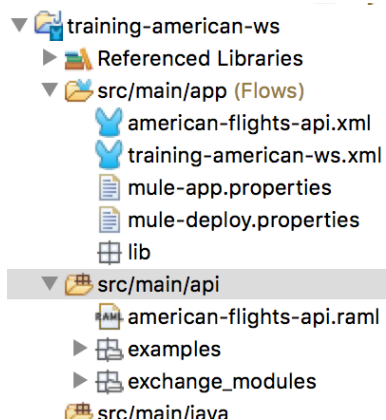 training-american-ws
Referenced Libraries
src/main/app (Flows)
american-flights-api.xml
training-american-ws.xml
mule-app.properties
mule-deploy.properties
lib
src/main/api
RAML american-flights-api.raml
examples
exchange_modules
src/main/java